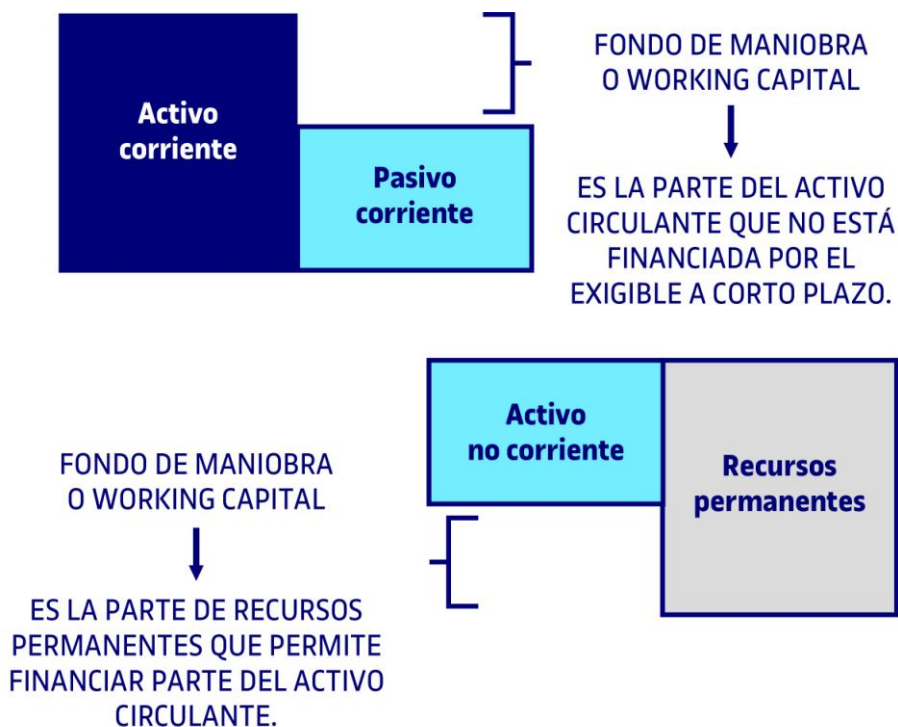 Activo
corriente
Pasivo
corriente
FONDO DE MANIOBRA
O WORKING CAPITAL
ES LA PARTE DEL ACTIVO
CIRCULANTE QUE NO ESTÁ
FINANCIADA POR EL
EXIGIBLE A CORTO PLAZO.
Activo
no corriente
Recursos
permanentes
FONDO DE MANIOBRA
O WORKING CAPITAL
ES LA PARTE DE RECURSOS
PERMANENTES QUE PERMITE
FINANCIAR PARTE DEL ACTIVO
CIRCULANTE.